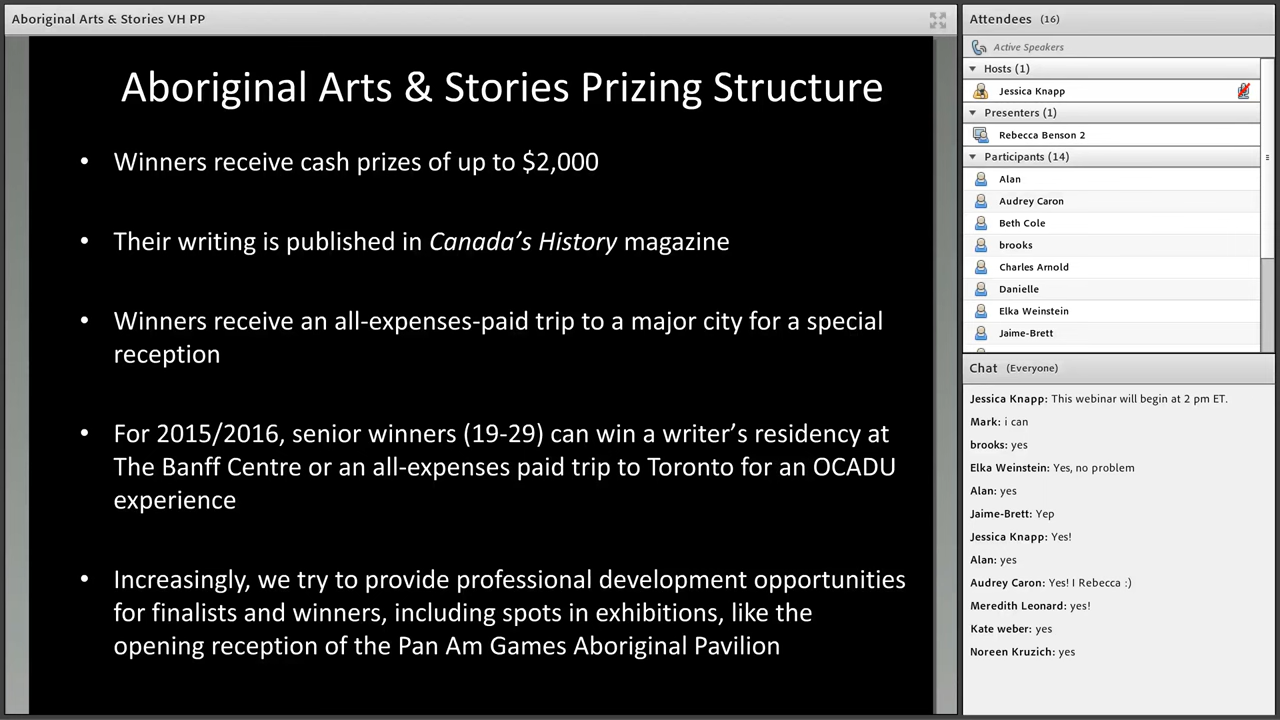 Aboriginal Arts & Stories VH PP
Aboriginal Arts & Stories Prizing Structure
• Winners receive cash prizes of up to $2,000
• Their writing is published in Canada's History magazine
• Winners receive an all-expenses-paid trip to a major city for a special
reception
• For 2015/2016, senior winners (19-29) can win a writer's residency at
The Banff Centre or an all-expenses paid trip to Toronto for an OCADU
experience
• Increasingly, we try to provide professional development opportunities
for finalists and winners, including spots in exhibitions, like the
opening reception of the Pan Am Games Aboriginal Pavilion
Attendees (16)
Active Speakers
Hosts (1)
Jessica Knapp
Presenters (1)
Rebecca Benson 2
Participants (14)
Alan
Audrey Caron
Beth Cole
brooks
Charles Arnold
Danielle
Elka Weinstein
Jaime-Brett
Chat (Everyone)
Jessica Knapp: This webinar will begin at 2 pm ET.
Mark: i can
brooks: yes
Elka Weinstein: Yes, no problem
Alan: yes
Jaime-Brett: Yep
Jessica Knapp: Yes!
Alan: yes
Audrey Caron: Yes! I Rebecca :)
Meredith Leonard: yes!
Kate weber: yes
Noreen Kruzich: yes